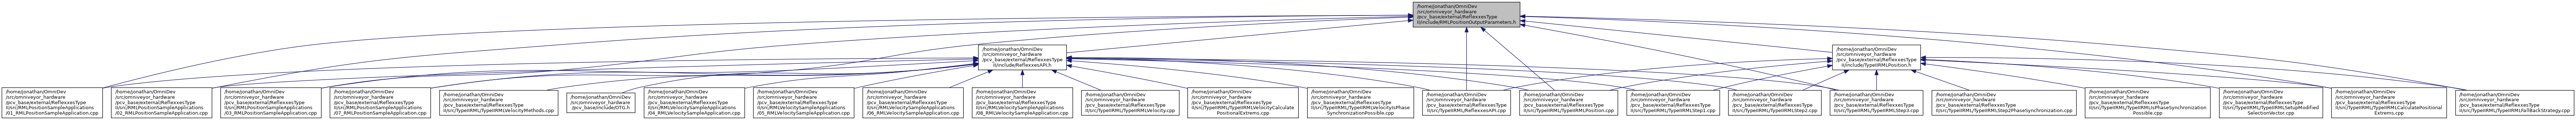 /home/jonathan/OmniDev
/src/omniveyor_hardware
/pcv_base/external/ReflexxesType
II/include/RMLPositionOutputParameters.h
/home/jonathan/OmniDev
/src/omniveyor_hardware
/pcv_base/external/ReflexxesType
II/include/ReflexxesAPI.h
/home/jonathan/OmniDev
/src/omniveyor_hardware
/pcv_base/external/ReflexxesType
II/include/TypeIIRMLPosition.h
/home/jonathan/OmniDev
/src/omniveyor_hardware
/pcv_base/external/ReflexxesType
II/src/RMLPositionSampleApplications
/01_RMLPositionSampleApplication.cpp
/home/jonathan/OmniDev
/src/omniveyor_hardware
/pcv_base/external/ReflexxesType
II/src/RMLPositionSampleApplications
/02_RMLPositionSampleApplication.cpp
/home/jonathan/OmniDev
/src/omniveyor_hardware
/pcv_base/external/ReflexxesType
II/src/RMLPositionSampleApplications
/03_RMLPositionSampleApplication.cpp
/home/jonathan/OmniDev
/src/omniveyor_hardware
/pcv_base/external/ReflexxesType
II/src/RMLPositionSampleApplications
/07_RMLPositionSampleApplication.cpp
/home/jonathan/OmniDev
/src/omniveyor_hardware
/pcv_base/external/ReflexxesType
II/src/TypeIIRML/TypeIIRMLVelocityMethods.cpp
/home/jonathan/OmniDev
/src/omniveyor_hardware
/pcv_base/include/OTG.h
/home/jonathan/OmniDev
/src/omniveyor_hardware
/pcv_base/external/ReflexxesType
II/src/RMLVelocitySampleApplications
/04_RMLVelocitySampleApplication.cpp
/home/jonathan/OmniDev
/src/omniveyor_hardware
/pcv_base/external/ReflexxesType
II/src/RMLVelocitySampleApplications
/05_RMLVelocitySampleApplication.cpp
/home/jonathan/OmniDev
/src/omniveyor_hardware
/pcv_base/external/ReflexxesType
II/src/RMLVelocitySampleApplications
/06_RMLVelocitySampleApplication.cpp
/home/jonathan/OmniDev
/src/omniveyor_hardware
/pcv_base/external/ReflexxesType
II/src/RMLVelocitySampleApplications
/08_RMLVelocitySampleApplication.cpp
/home/jonathan/OmniDev
/src/omniveyor_hardware
/pcv_base/external/ReflexxesType
II/src/TypeIIRML/TypeIIRMLVelocity.cpp
/home/jonathan/OmniDev
/src/omniveyor_hardware
/pcv_base/external/ReflexxesType
II/src/TypeIIRML/TypeIIRMLVelocityCalculate
PositionalExtrems.cpp
/home/jonathan/OmniDev
/src/omniveyor_hardware
/pcv_base/external/ReflexxesType
II/src/TypeIIRML/TypeIIRMLVelocityIsPhase
SynchronizationPossible.cpp
/home/jonathan/OmniDev
/src/omniveyor_hardware
/pcv_base/external/ReflexxesType
II/src/TypeIIRML/ReflexxesAPI.cpp
/home/jonathan/OmniDev
/src/omniveyor_hardware
/pcv_base/external/ReflexxesType
II/src/TypeIIRML/TypeIIRMLPosition.cpp
/home/jonathan/OmniDev
/src/omniveyor_hardware
/pcv_base/external/ReflexxesType
II/src/TypeIIRML/TypeIIRMLStep1.cpp
/home/jonathan/OmniDev
/src/omniveyor_hardware
/pcv_base/external/ReflexxesType
II/src/TypeIIRML/TypeIIRMLStep2.cpp
/home/jonathan/OmniDev
/src/omniveyor_hardware
/pcv_base/external/ReflexxesType
II/src/TypeIIRML/TypeIIRMLStep3.cpp
/home/jonathan/OmniDev
/src/omniveyor_hardware
/pcv_base/external/ReflexxesType
II/src/TypeIIRML/TypeIIRMLStep2PhaseSynchronization.cpp
/home/jonathan/OmniDev
/src/omniveyor_hardware
/pcv_base/external/ReflexxesType
II/src/TypeIIRML/TypeIIRMLIsPhaseSynchronization
Possible.cpp
/home/jonathan/OmniDev
/src/omniveyor_hardware
/pcv_base/external/ReflexxesType
II/src/TypeIIRML/TypeIIRMLSetupModified
SelectionVector.cpp
/home/jonathan/OmniDev
/src/omniveyor_hardware
/pcv_base/external/ReflexxesType
II/src/TypeIIRML/TypeIIRMLCalculatePositional
Extrems.cpp
/home/jonathan/OmniDev
/src/omniveyor_hardware
/pcv_base/external/ReflexxesType
II/src/TypeIIRML/TypeIIRMLFallBackStrategy.cpp